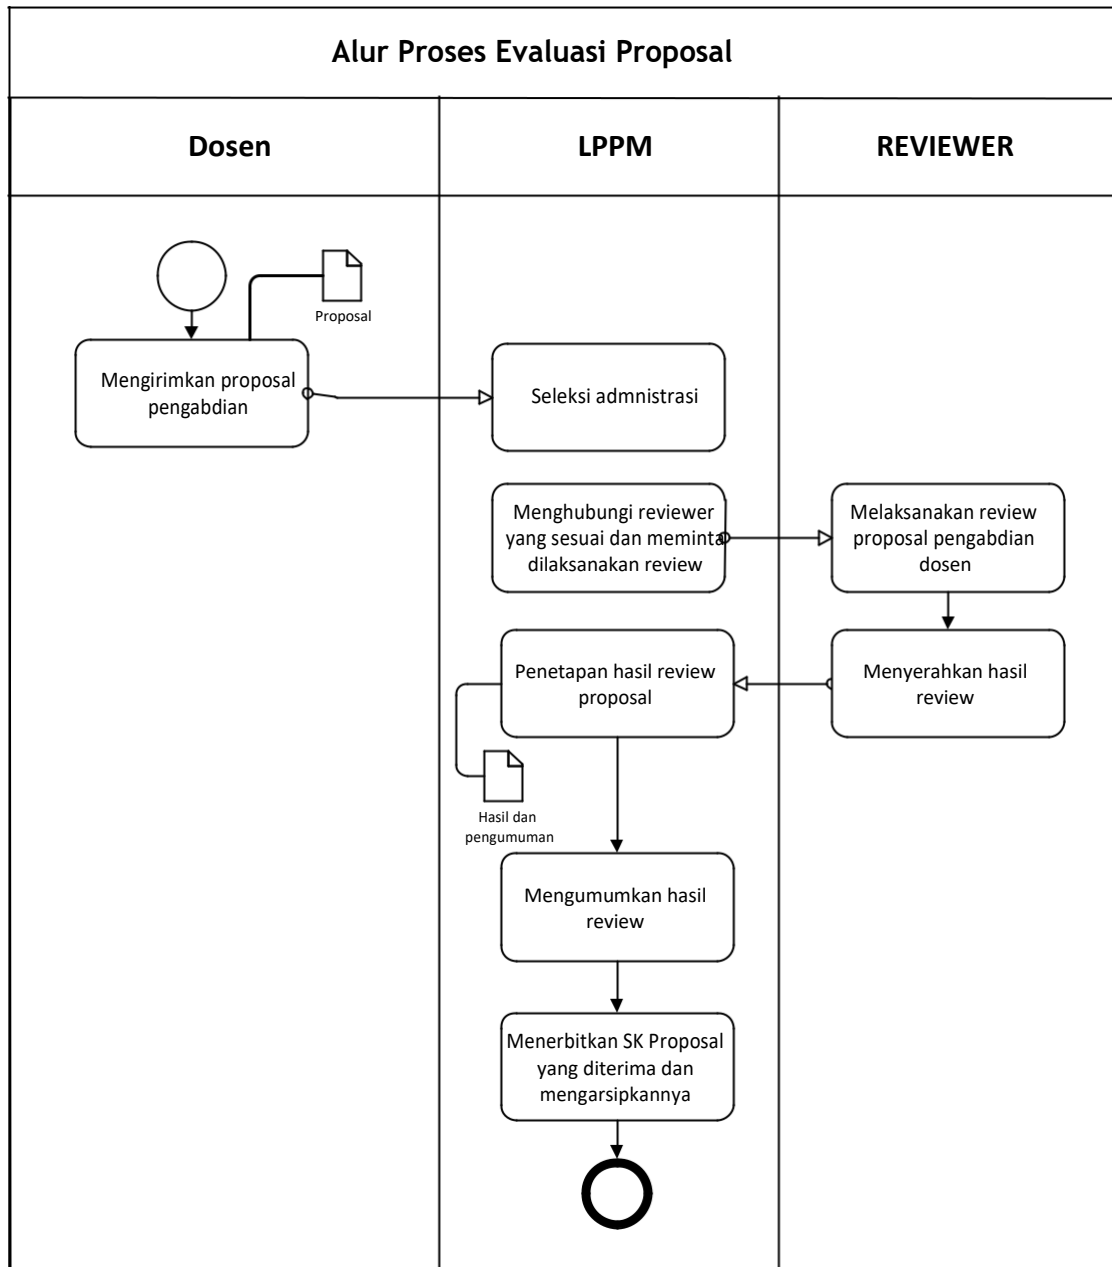 Alur Proses Evaluasi Proposal
Dosen
LPPM
REVIEWER
Proposal
Mengirimkan proposal
pengabdian
Seleksi admnistrasi
Menghubungi reviewer
yang sesuai dan meminta
dilaksanakan review
Melaksanakan review
proposal pengabdian
dosen
Penetapan hasil review
proposal
Menyerahkan hasil
review
Hasil dan
pengumuman
Mengumumkan hasil
review
Menerbitkan SK Proposal
yang diterima dan
mengarsipkannya